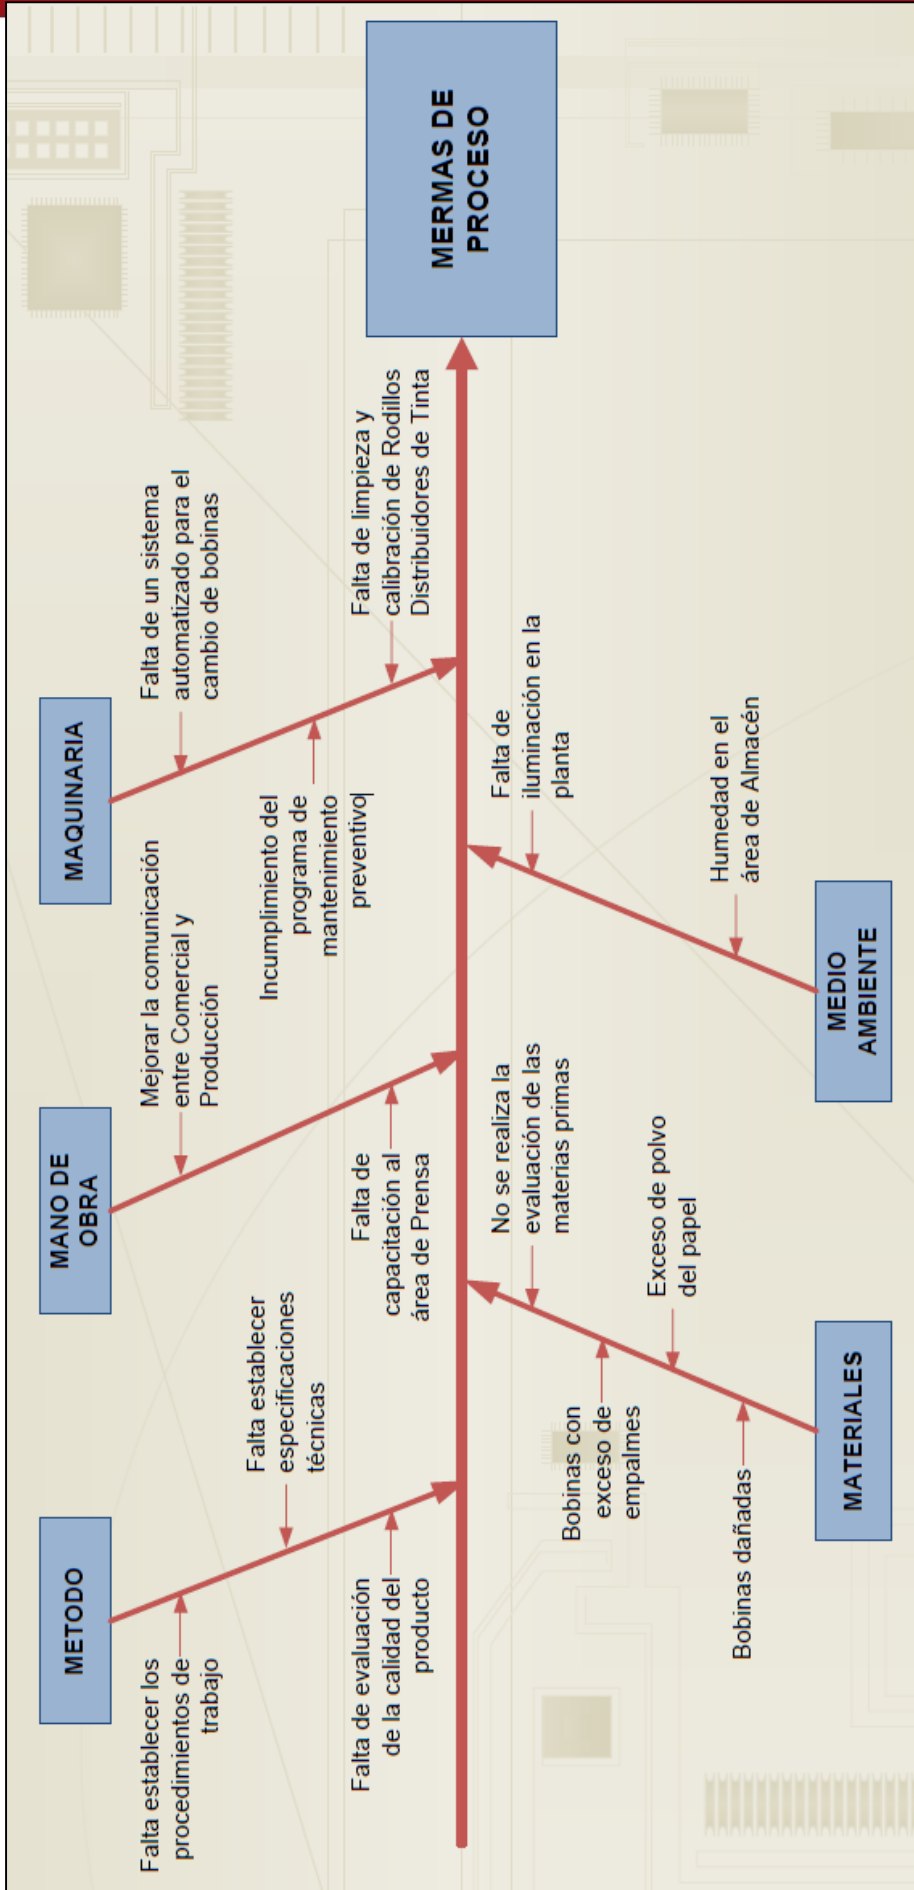 METODO
Falta establecer los
procedimientos de
trabajo
Falta establecer
especificaciones
técnicas
Falta de evaluación
de la calidad del
producto
MANO DE
OBRA
Mejorar la comunicación
entre Comercial y
Producción
Falta de
capacitación al
área de Prensa
MAQUINARIA
Falta de un sistema
automatizado para el
cambio de bobinas
Incumplimiento del
programa de
mantenimiento
preventivo
Falta de limpieza y
calibración de Rodillos
Distribuidores de Tinta
MERMAS DE
PROCESO
No se realiza la
evaluación de las
materias primas
Bobinas con
exceso de
empalmes
Exceso de polvo
del papel
Bobinas dañadas
MATERIALES
Falta de
iluminación en la
planta
Humedad en el
área de Almacén
MEDIO
AMBIENTE